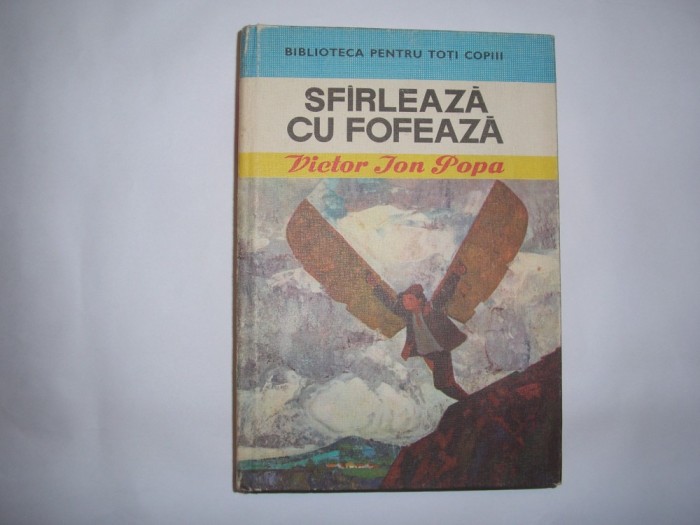 BIBLIOTECA PENTRU TOȚI COPIII
SFÎRLEAZĂ
CU FOFEAZĂ
Victor Ion Popa